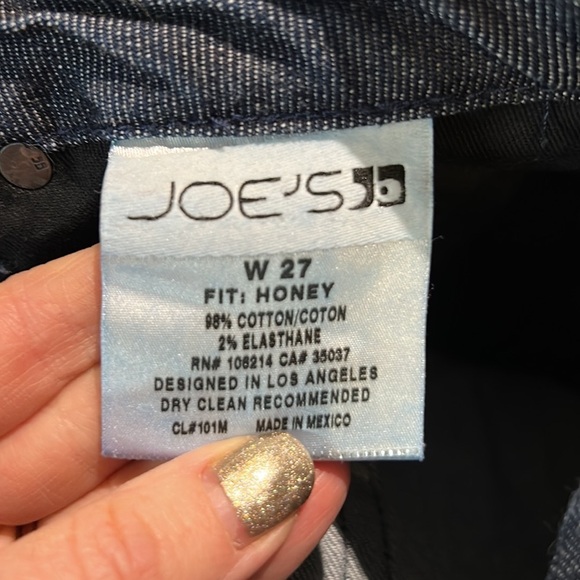 JOE'S Jb
W 27
FIT: HONEY
98% COTTON/COTON
2% ELASTHANE
RN# 106214 CA# 35037
DESIGNED IN LOS ANGELES
DRY CLEAN RECOMMENDED
CL#101M MADE IN MEXICO